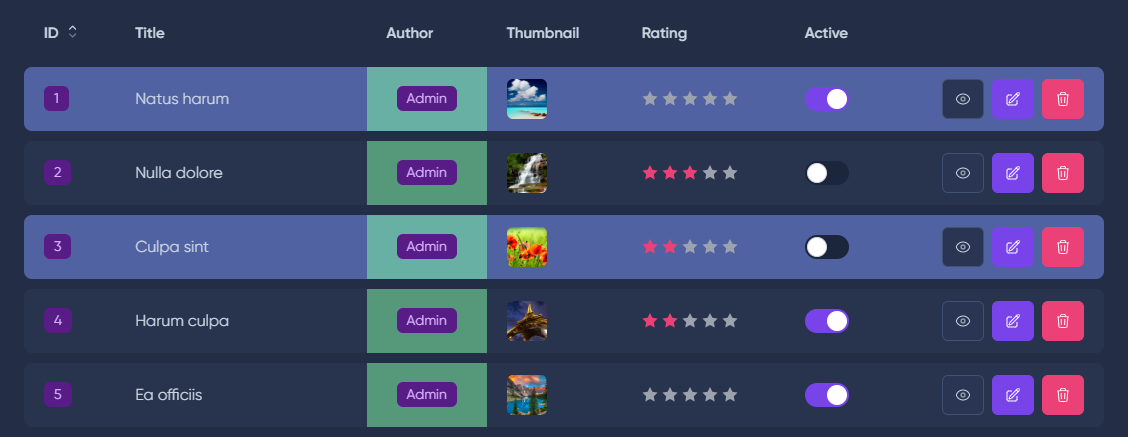 ID Title Author Thumbnail Rating Active
1 Natus harum Admin
2 Nulla dolore Admin
3 Culpa sint Admin
4 Harum culpa Admin
5 Ea officiis Admin